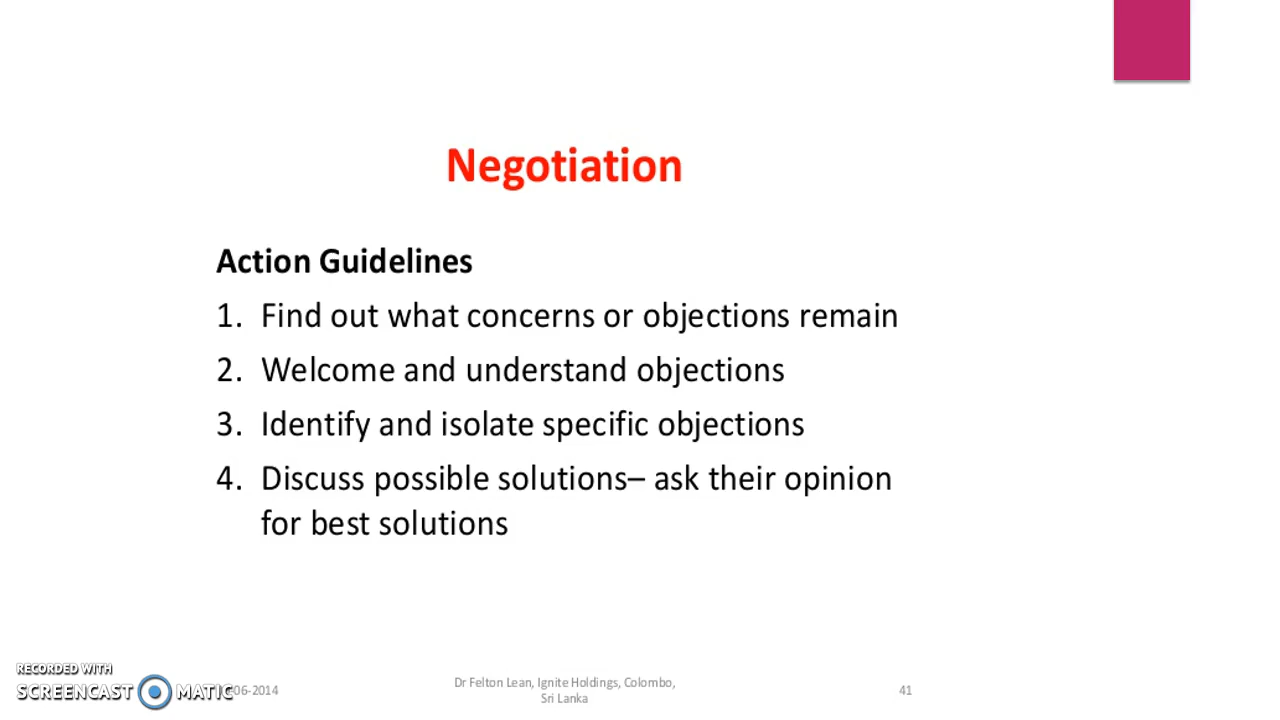 Negotiation
Action Guidelines
1. Find out what concerns or objections remain
2. Welcome and understand objections
3. Identify and isolate specific objections
4. Discuss possible solutions– ask their opinion
for best solutions
RECORDED WITH
SCREENCAST MATIC
06-2014
Dr Felton Lean, Ignite Holdings, Colombo,
Sri Lanka
41